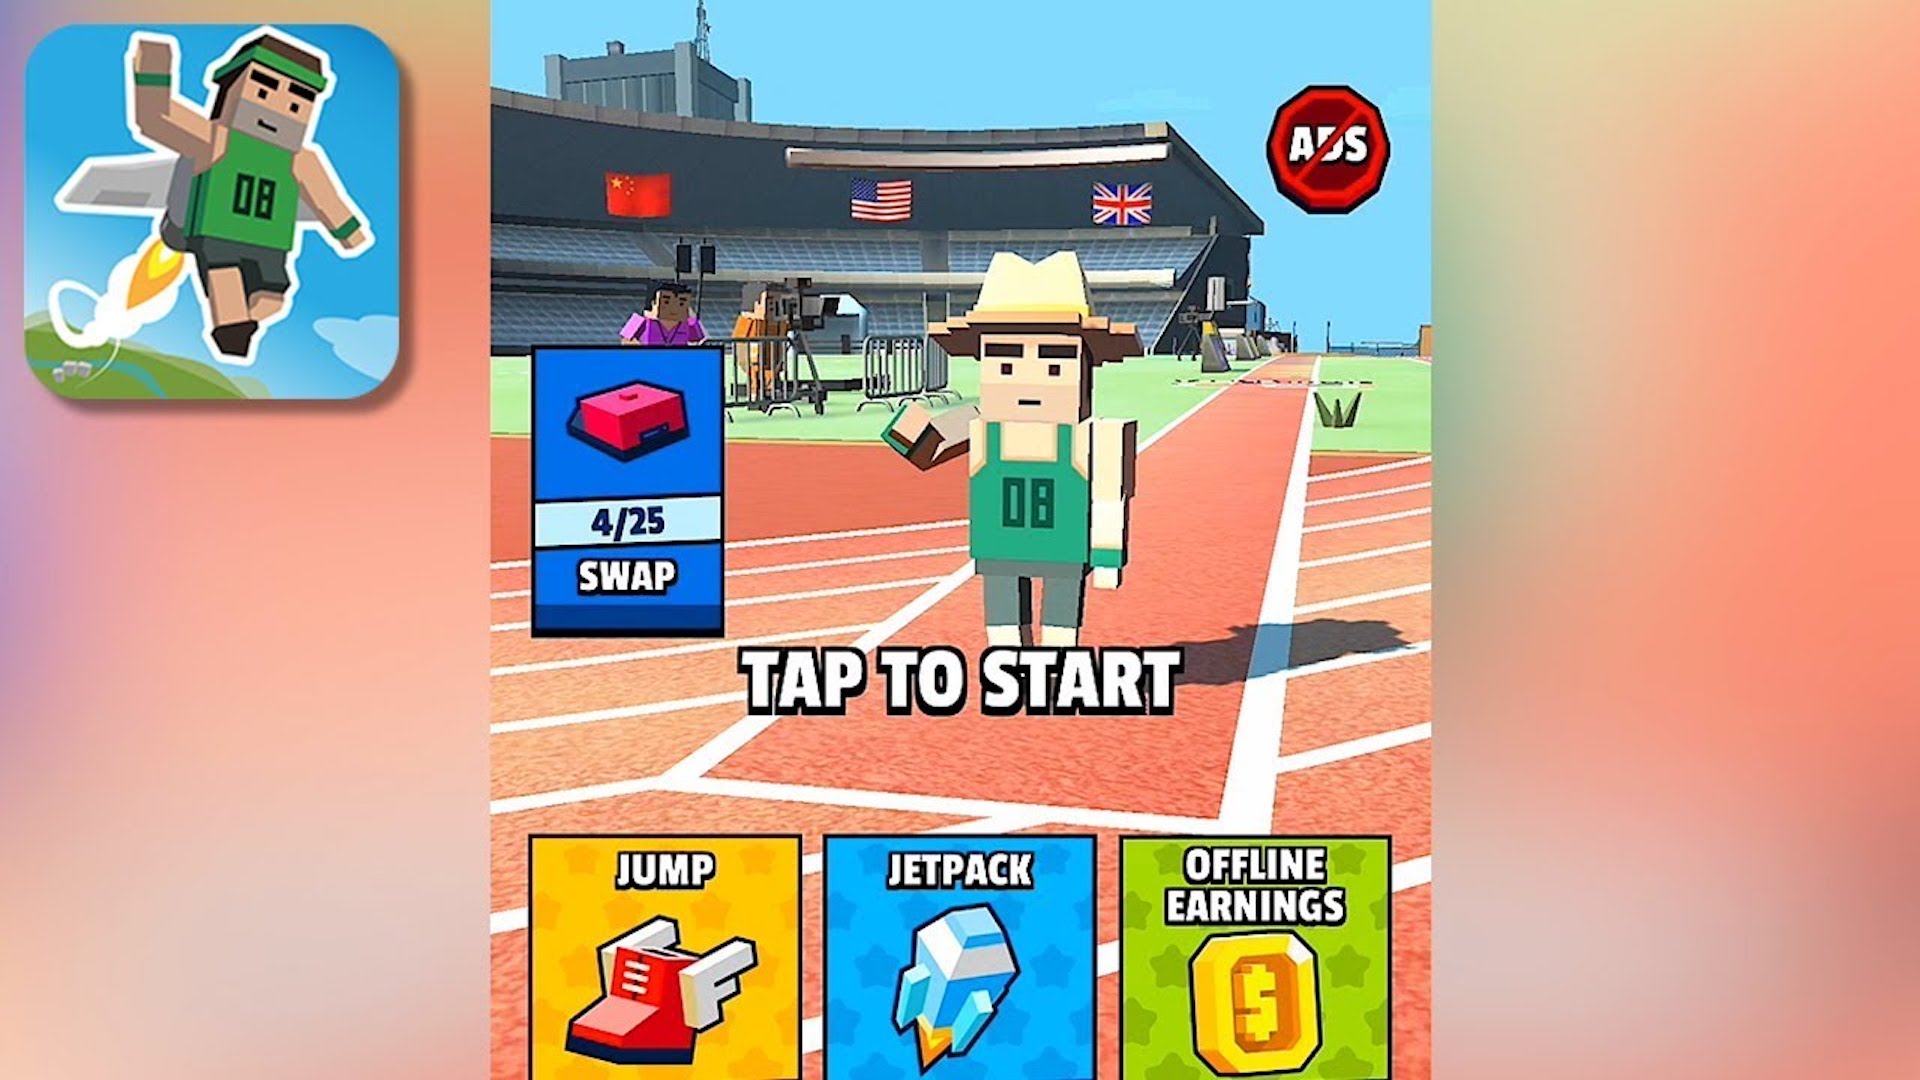 08
ADS
08
4/25
SWAP
TAP TO START
JUMP
JETPACK
OFFLINE
EARNINGS
$